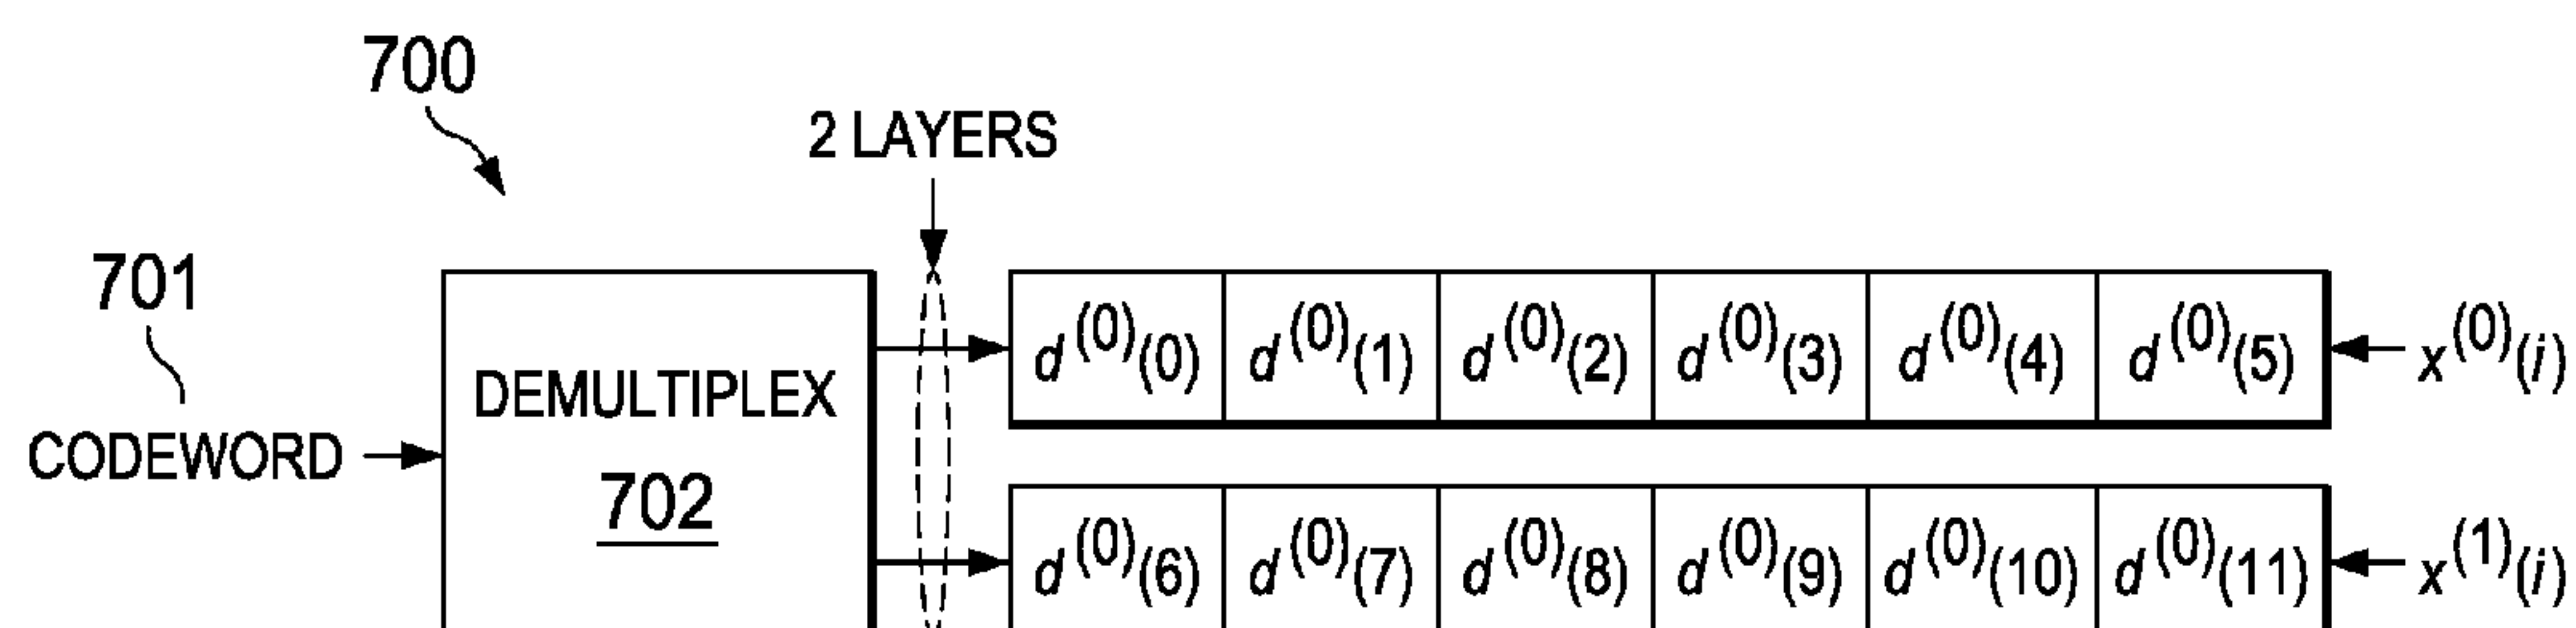 700
2 LAYERS
701
CODEWORD
DEMULTIPLEX
702
d(0)(0) d(0)(1) d(0)(2) d(0)(3) d(0)(4) d(0)(5) x(0)(i)
d(0)(6) d(0)(7) d(0)(8) d(0)(9) d(0)(10) d(0)(11) x(1)(i)